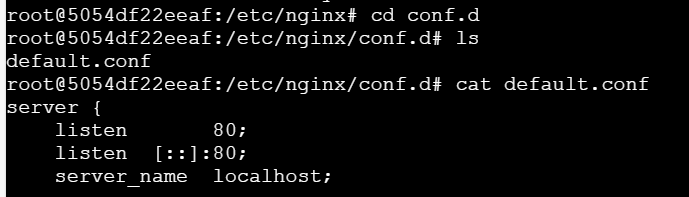 root@5054df22eeaf:/etc/nginx# cd conf.d
root@5054df22eeaf:/etc/nginx/conf.d# ls
default.conf
root@5054df22eeaf:/etc/nginx/conf.d# cat default.conf
server {
    listen       80;
    listen  [::]:80;
    server_name  localhost;